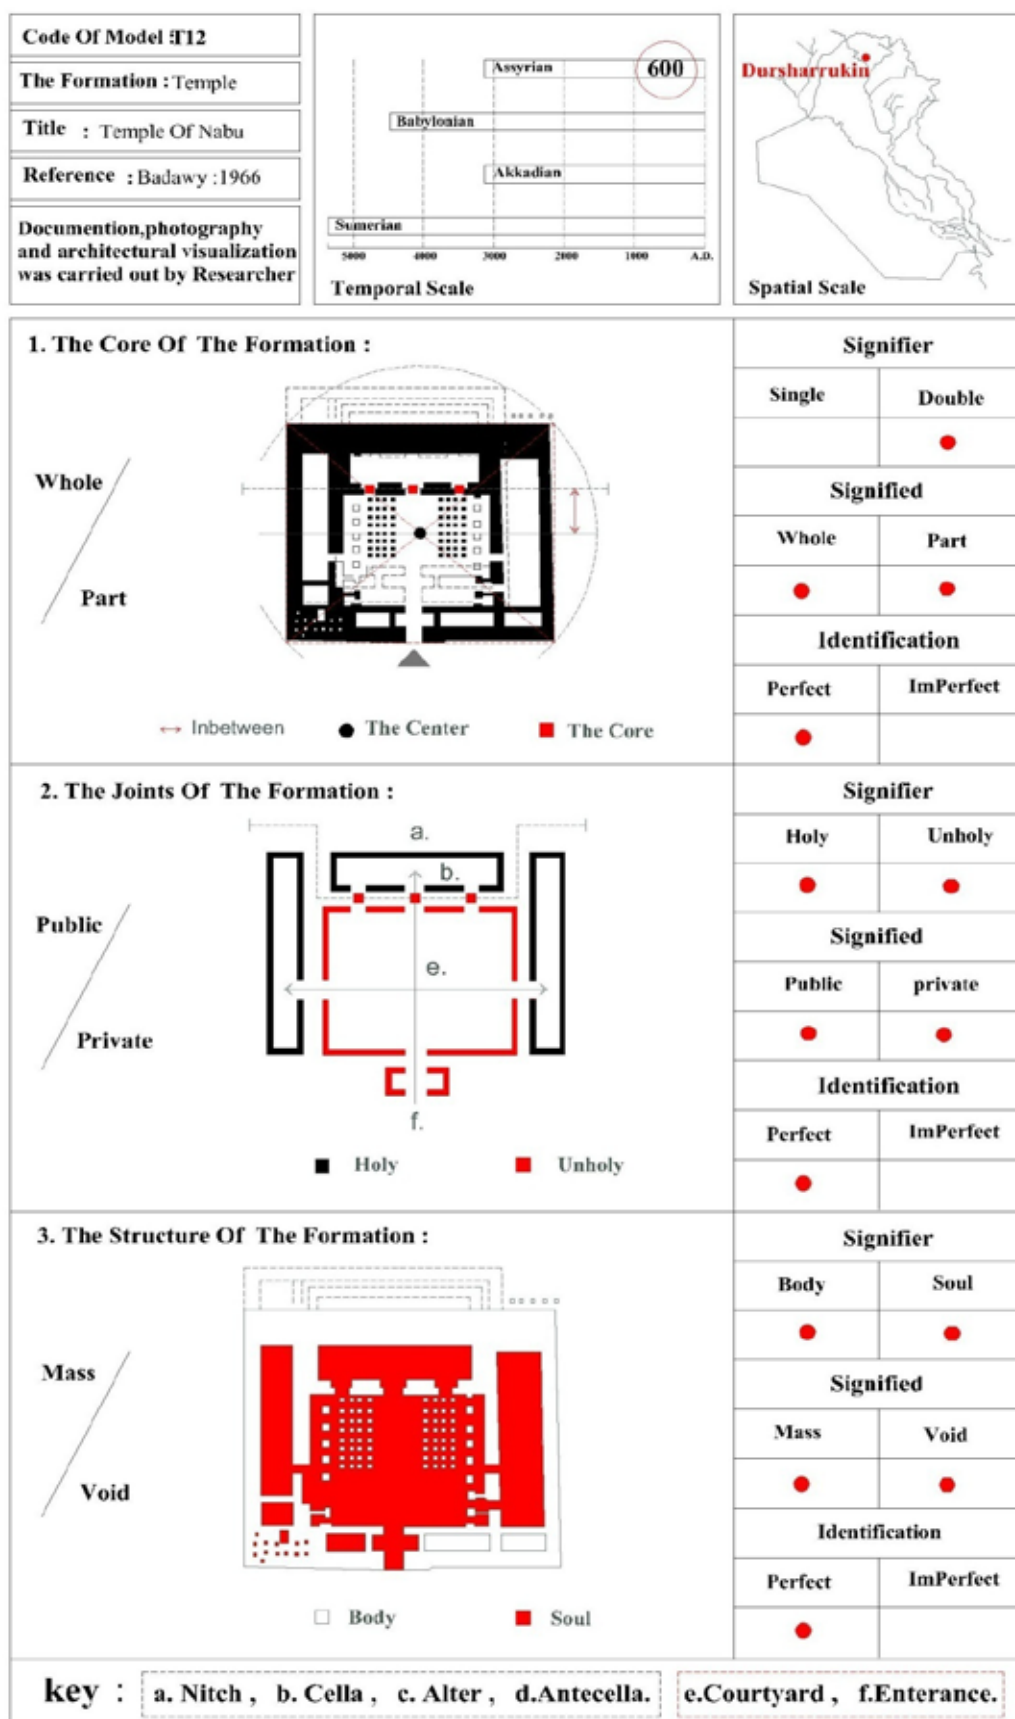 Code Of Model :T12
The Formation : Temple
Title : Temple Of Nabu
Reference : Badawy :1966
Documention,photography
and architectural visualization
was carried out by Researcher
Assyrian
600
Babylonian
Akkadian
Sumerian
5000 4000 3000 2000 1000 A.D.
Temporal Scale
Dursharrukin
Spatial Scale
1. The Core Of The Formation :
Whole
Part
Inbetween The Center The Core
Signifier
Single Double
Signified
Whole Part
Identification
Perfect ImPerfect
2. The Joints Of The Formation :
Public
Private
a.
b.
e.
f.
Holy Unholy
Signifier
Holy Unholy
Signified
Public private
Identification
Perfect ImPerfect
3. The Structure Of The Formation :
Mass
Void
Body Soul
Signifier
Body Soul
Signified
Mass Void
Identification
Perfect ImPerfect
key : a. Nitch , b. Cella , c. Alter , d.Antecella. e.Courtyard , f.Enterance.